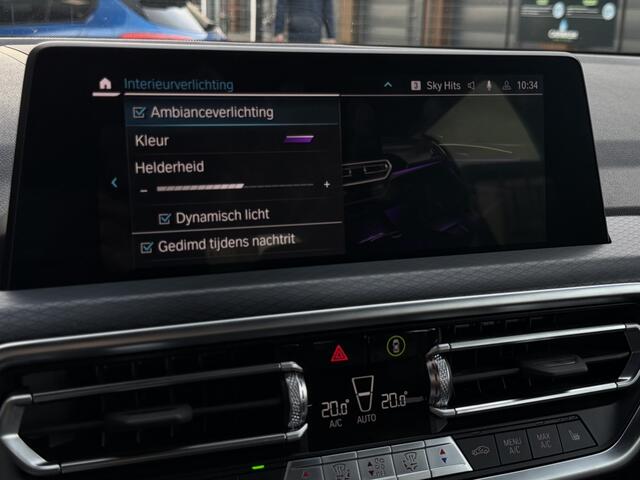 Interieurverlichting
3 Sky Hits 10:34
Ambianceverlichting
Kleur
Helderheid
- +
Dynamisch licht
Gedimd tijdens nachtrit
20.0 20.0
A/C AUTO
MENU A/C
MAX A/C